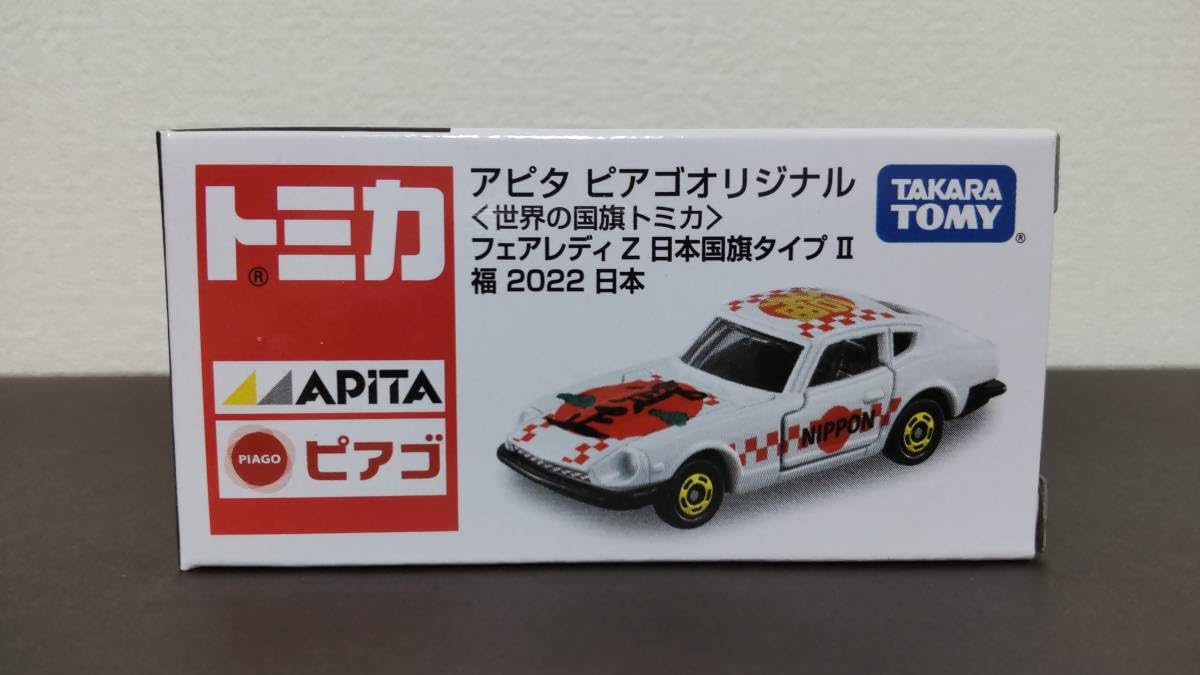 トミカ
®
APiTA
PIAGO
ピアゴ
アピタ ピアゴオリジナル
<世界の国旗トミカ>
フェアレディ Z 日本国旗タイプ Ⅱ
福 2022 日本
TAKARA
TOMY
®
NIPPON